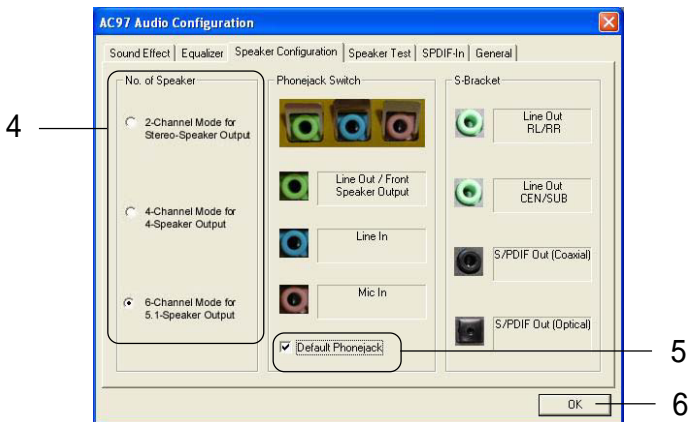 AC97 Audio Configuration
Sound Effect Equalizer Speaker Configuration Speaker Test SPDIF-In General
No. of Speaker
2-Channel Mode for
Stereo-Speaker Output
4-Channel Mode for
4-Speaker Output
6-Channel Mode for
5.1-Speaker Output
4
Phonejack Switch
Line Out / Front
Speaker Output
Line In
Mic In
Default Phonejack
5
S-Bracket
Line Out
RL/RR
Line Out
CEN/SUB
S/PDIF Out (Coaxial)
S/PDIF Out (Optical)
OK
6